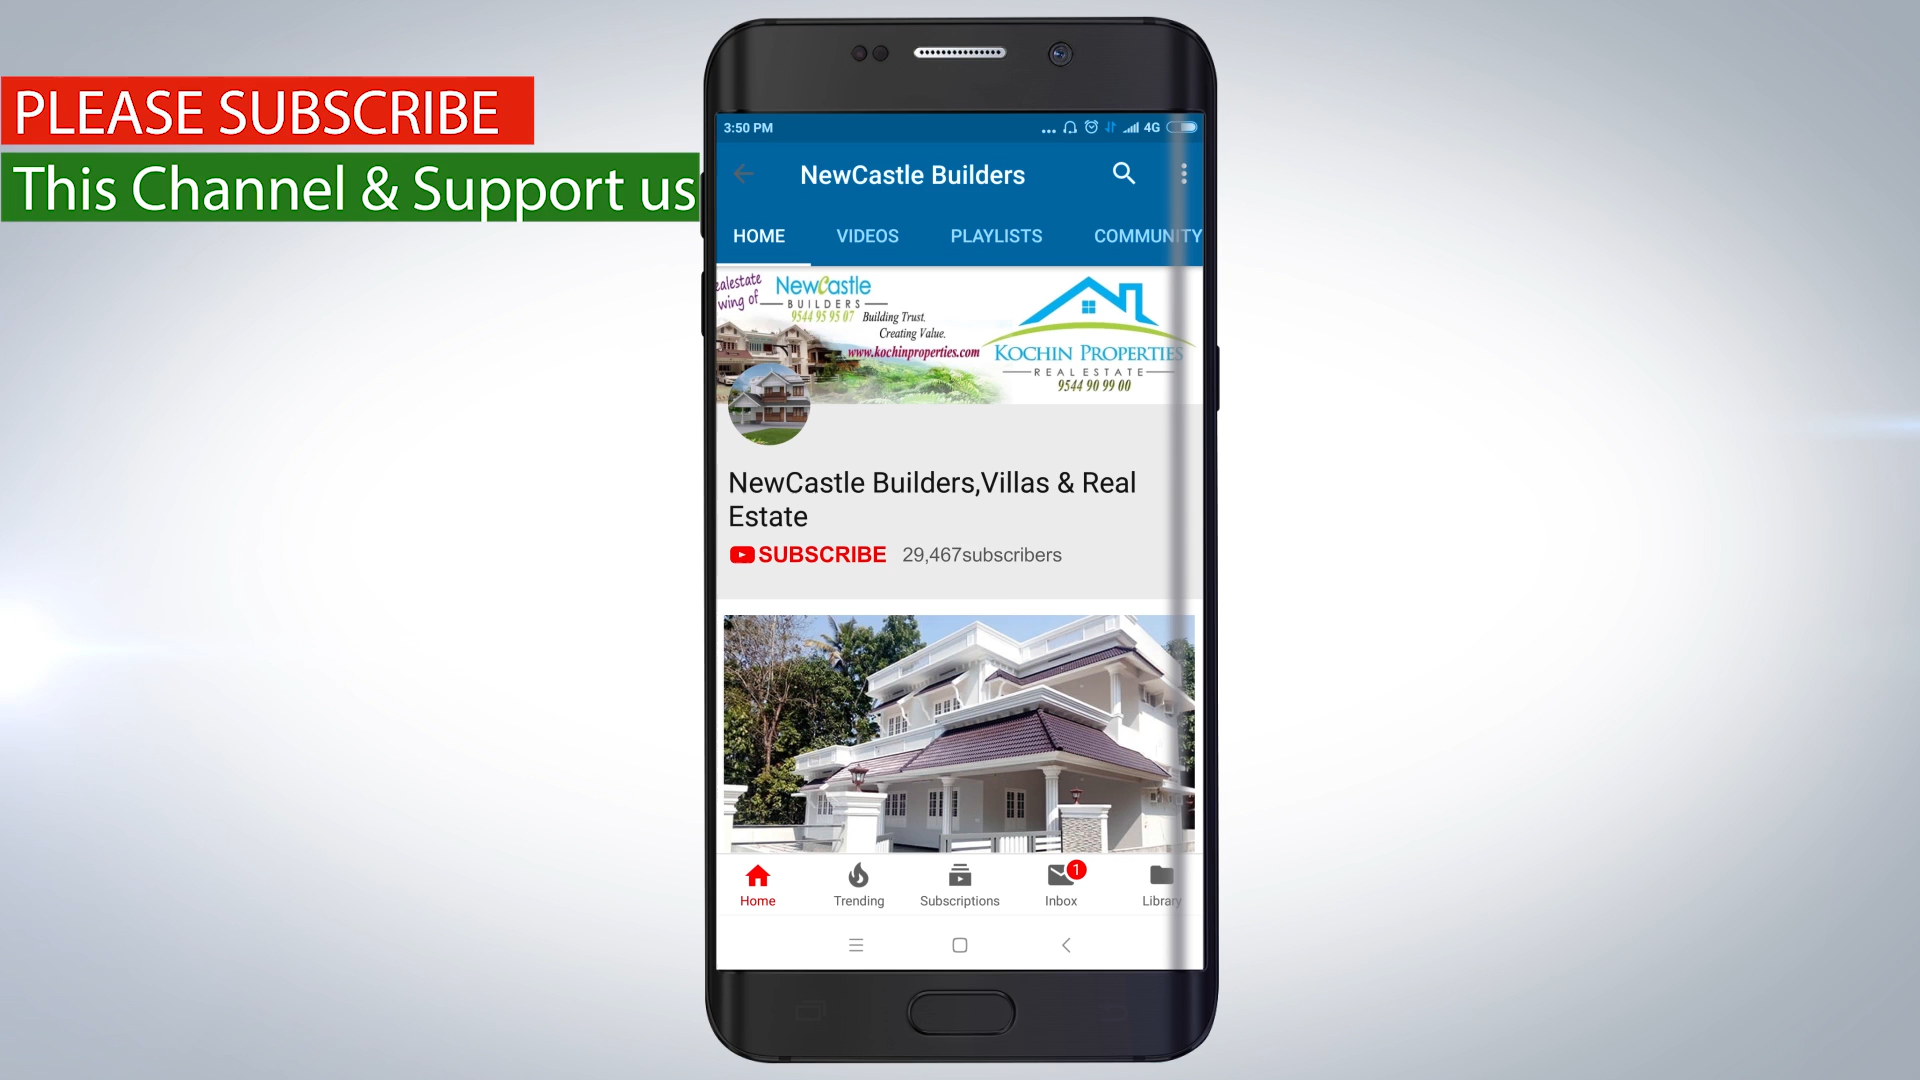 PLEASE SUBSCRIBE
This Channel & Support us
3:50 PM
4G
NewCastle Builders
HOME
VIDEOS
PLAYLISTS
COMMUNITY
ealestate
wing of
NewCastle
BUILDERS
9544 95 95 07
Building Trust.
Creating Value.
www.kochinproperties.com
KOCHIN PROPERTIES
REAL ESTATE
9544 90 99 00
NewCastle Builders,Villas & Real
Estate
SUBSCRIBE 29,467subscribers
1
Home
Trending
Subscriptions
Inbox
Library